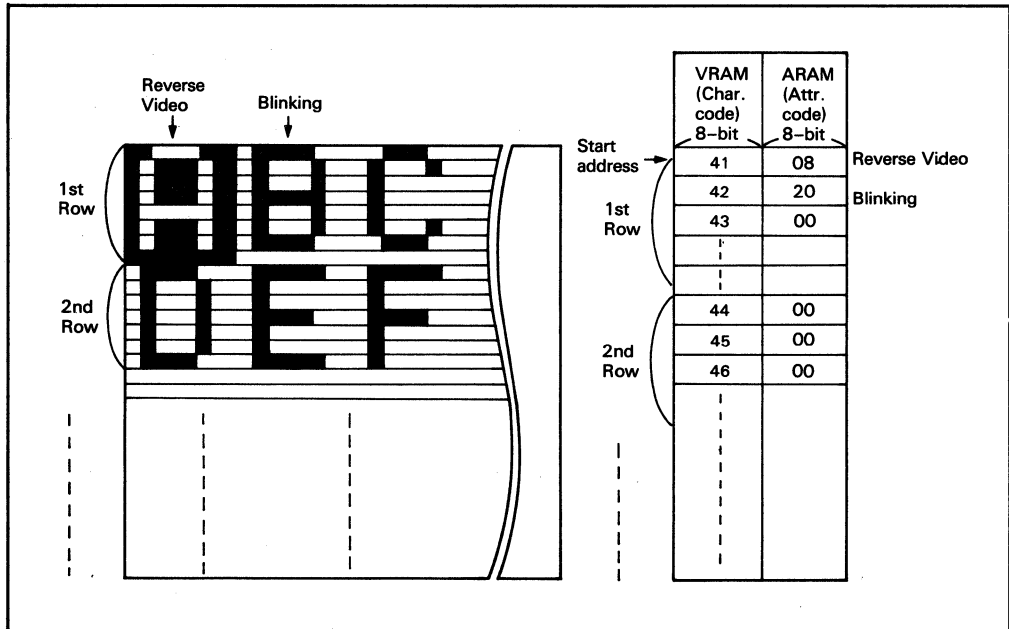 Reverse
Video
Blinking
1st
Row
ABC
2nd
Row
DEF
VRAM
(Char.
code)
8-bit
ARAM
(Attr.
code)
8-bit
Start
address
41 08 Reverse Video
42 20 Blinking
43 00
1st
Row
44 00
45 00
46 00
2nd
Row